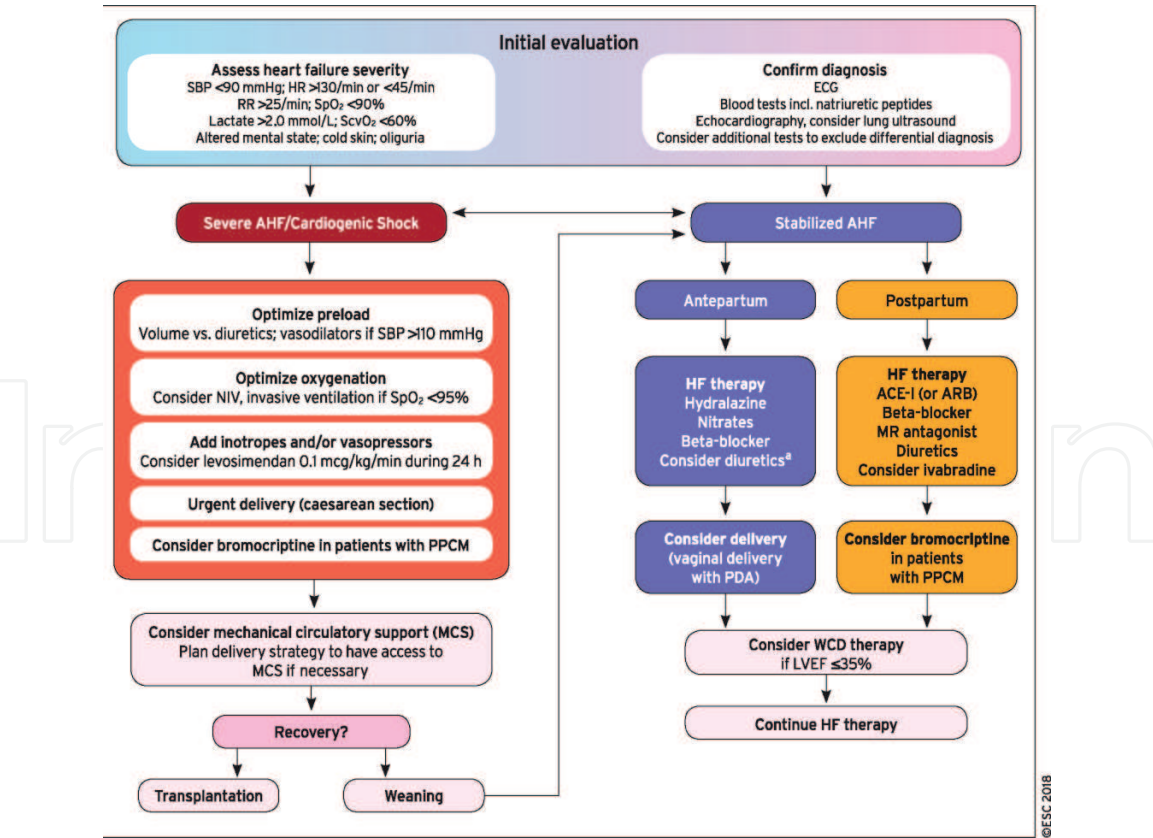 Initial evaluation
Assess heart failure severity
SBP <90 mmHg; HR >130/min or <45/min
RR >25/min; SpO₂ <90%
Lactate >2.0 mmol/L; ScvO₂ <60%
Altered mental state; cold skin; oliguria
Confirm diagnosis
ECG
Blood tests incl. natriuretic peptides
Echocardiography, consider lung ultrasound
Consider additional tests to exclude differential diagnosis
Severe AHF/Cardiogenic Shock
Stabilized AHF
Optimize preload
Volume vs. diuretics; vasodilators if SBP >110 mmHg
Optimize oxygenation
Consider NIV, invasive ventilation if SpO₂ <95%
Add inotropes and/or vasopressors
Consider levosimendan 0.1 mcg/kg/min during 24 h
Urgent delivery (caesarean section)
Consider bromocriptine in patients with PPCM
Consider mechanical circulatory support (MCS)
Plan delivery strategy to have access to
MCS if necessary
Recovery?
Transplantation
Weaning
Antepartum
Postpartum
HF therapy
Hydralazine
Nitrates
Beta-blocker
Consider diureticsᵃ
HF therapy
ACE-I (or ARB)
Beta-blocker
MR antagonist
Diuretics
Consider ivabradine
Consider delivery
(vaginal delivery
with PDA)
Consider bromocriptine
in patients
with PPCM
Consider WCD therapy
if LVEF ≤35%
Continue HF therapy
©ESC 2018